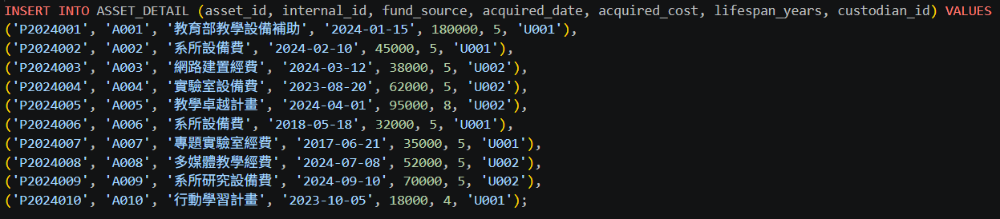 INSERT INTO ASSET_DETAIL (asset_id, internal_id, fund_source, acquired_date, acquired_cost, lifespan_years, custodian_id) VALUES
('P2024001', 'A001', '教育部教學設備補助', '2024-01-15', 180000, 5, 'U001'),
('P2024002', 'A002', '系所設備費', '2024-02-10', 45000, 5, 'U001'),
('P2024003', 'A003', '網路建置經費', '2024-03-12', 38000, 5, 'U002'),
('P2024004', 'A004', '實驗室設備費', '2023-08-20', 62000, 5, 'U002'),
('P2024005', 'A005', '教學卓越計畫', '2024-04-01', 95000, 8, 'U002'),
('P2024006', 'A006', '系所設備費', '2018-05-18', 32000, 5, 'U001'),
('P2024007', 'A007', '專題實驗室經費', '2017-06-21', 35000, 5, 'U001'),
('P2024008', 'A008', '多媒體教學經費', '2024-07-08', 52000, 5, 'U002'),
('P2024009', 'A009', '系所研究設備費', '2024-09-10', 70000, 5, 'U002'),
('P2024010', 'A010', '行動學習計畫', '2023-10-05', 18000, 4, 'U001');